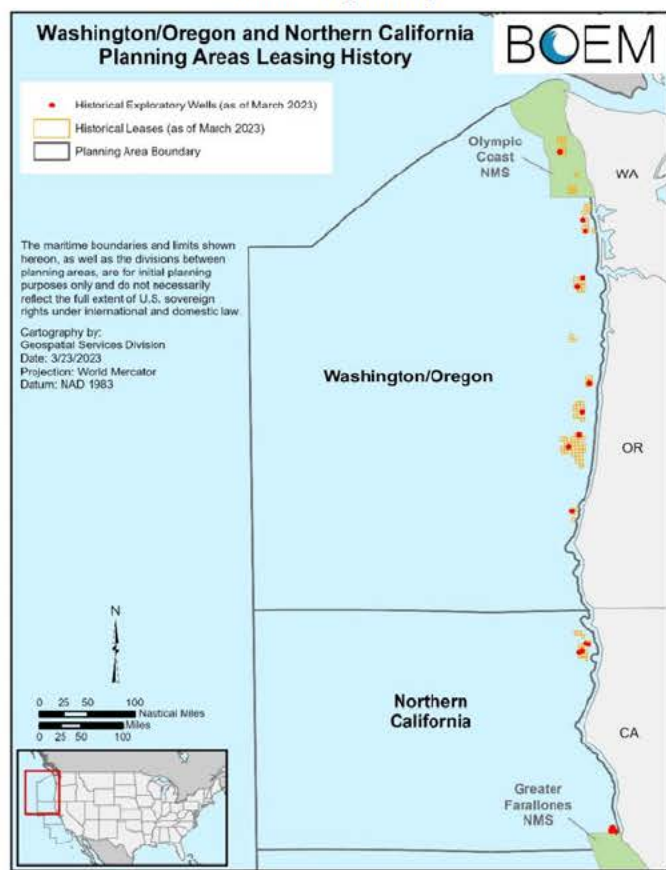 Washington/Oregon and Northern California
Planning Areas Leasing History
BOEM
Historical Exploratory Wells (as of March 2023)
Historical Leases (as of March 2023)
Planning Area Boundary
Olympic
Coast
NMS
WA
The maritime boundaries and limits shown
hereon, as well as the divisions between
planning areas, are for initial planning
purposes only and do not necessarily
reflect the full extent of U.S. sovereign
rights under international and domestic law
Cartography by:
Geospatial Services Division
Date: 3/23/2023
Projection: World Mercator
Datum: NAD 1983
Washington/Oregon
OR
N
0 25 50 100
Nastical Miles
Miles
0 25 50 100
Northern
California
CA
Greater
Farallones
NMS